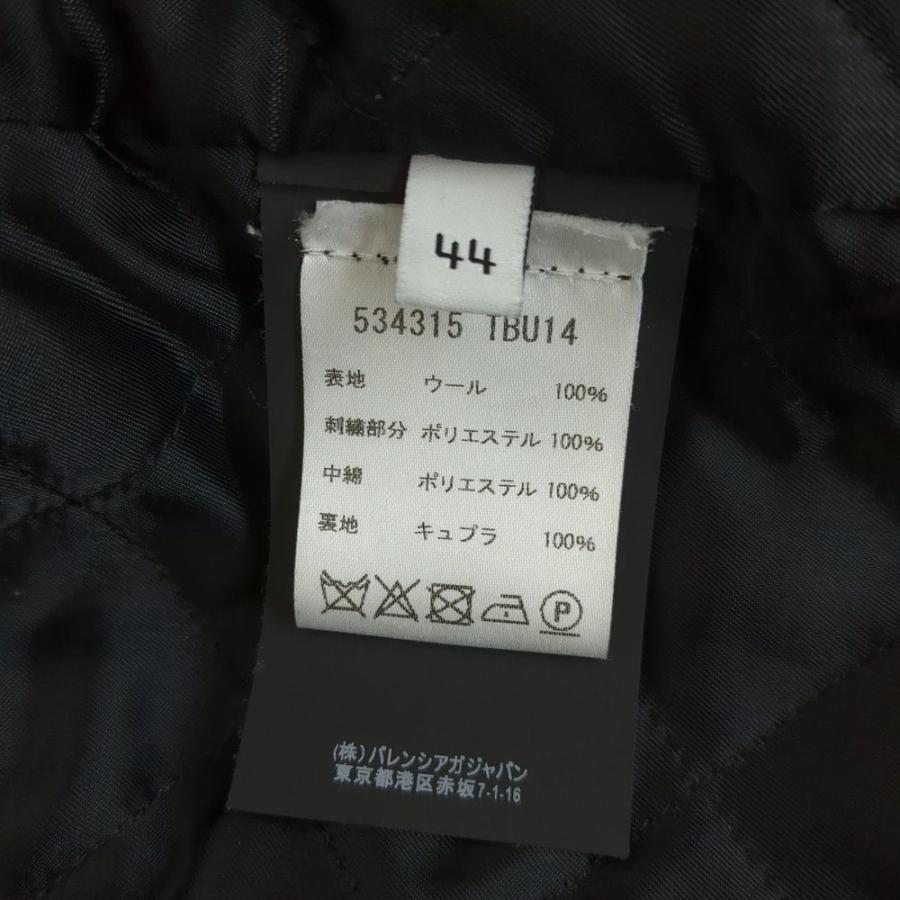 44
534315 TBU14
表地 ウール 100%
刺繍部分 ポリエステル 100%
中綿 ポリエステル 100%
裏地 キュプラ 100%
P
(株)バレンシアガジャパン
東京都港区赤坂7-1-16